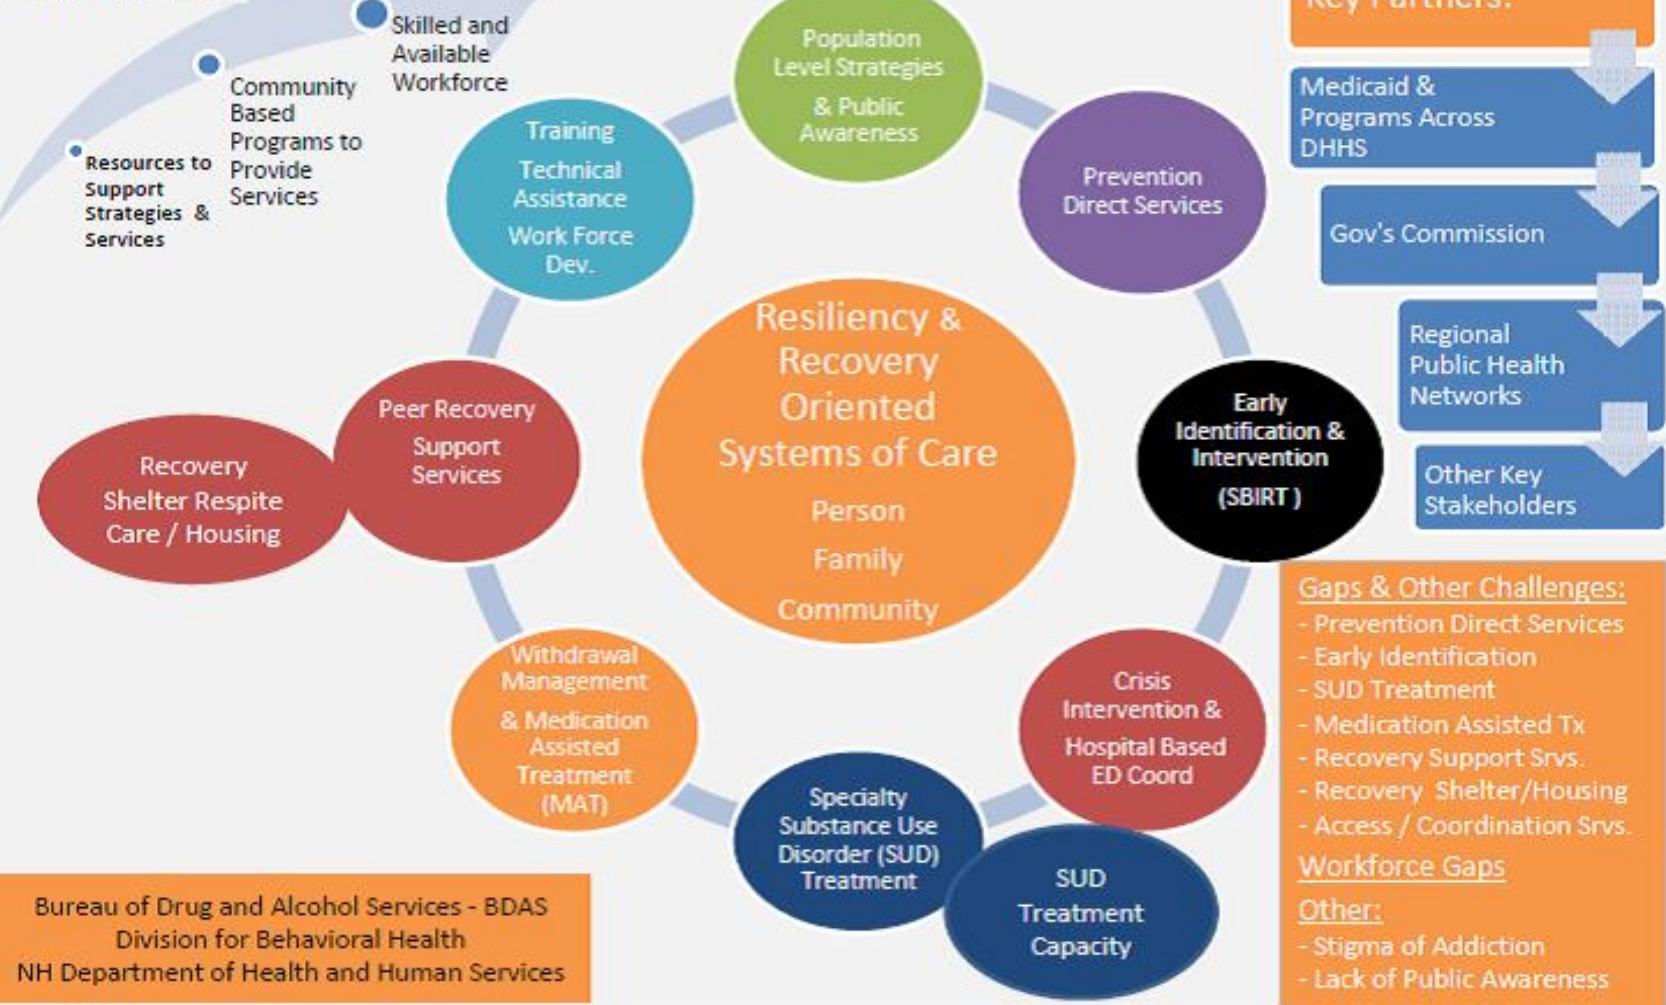 Skilled and
Available
Workforce
Community
Based
Programs to
Provide
Services
Resources to
Support
Strategies &
Services
Population
Level Strategies
& Public
Awareness
Prevention
Direct Services
Early
Identification &
Intervention
(SBIRT )
Crisis
Intervention &
Hospital Based
ED Coord
SUD
Treatment
Capacity
Specialty
Substance Use
Disorder (SUD)
Treatment
Withdrawal
Management
& Medication
Assisted
Treatment
(MAT)
Peer Recovery
Support
Services
Recovery
Shelter Respite
Care / Housing
Training
Technical
Assistance
Work Force
Dev.
Resiliency &
Recovery
Oriented
Systems of Care
Person
Family
Community
Key Partners:
Medicaid &
Programs Across
DHHS
Gov's Commission
Regional
Public Health
Networks
Other Key
Stakeholders
Gaps & Other Challenges:
- Prevention Direct Services
- Early Identification
- SUD Treatment
- Medication Assisted Tx
- Recovery Support Srvs.
- Recovery Shelter/Housing
- Access / Coordination Srvs.
Workforce Gaps
Other:
- Stigma of Addiction
- Lack of Public Awareness
Bureau of Drug and Alcohol Services - BDAS
Division for Behavioral Health
NH Department of Health and Human Services